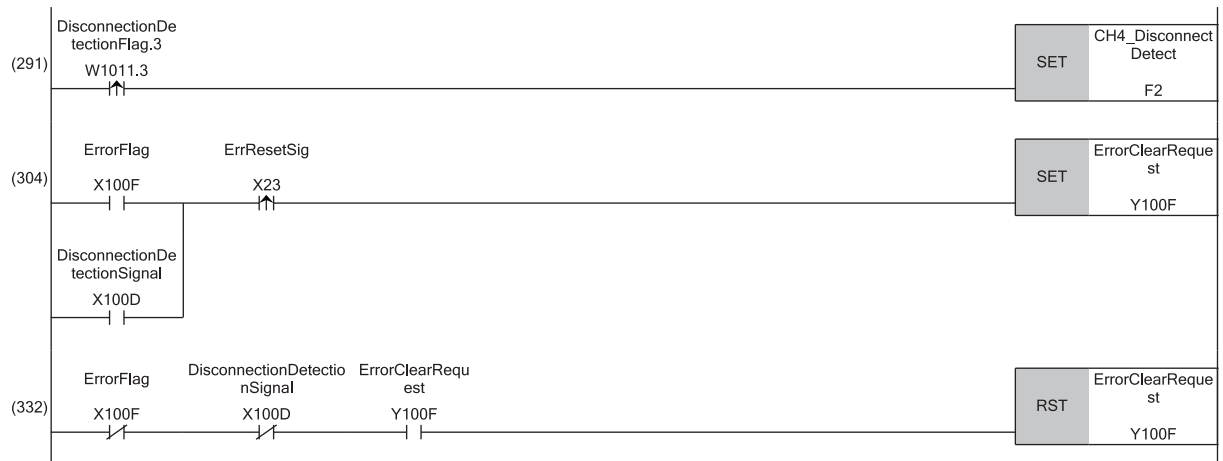 DisconnectionDe
tectionFlag.3
(291)
W1011.3
SET
CH4_Disconnect
Detect
F2
ErrorFlag
ErrResetSig
(304)
X100F
X23
SET
ErrorClearReque
st
Y100F
DisconnectionDe
tectionSignal
X100D
ErrorFlag
DisconnectionDetectio
nSignal
ErrorClearRequ
est
(332)
X100F
X100D
Y100F
RST
ErrorClearReque
st
Y100F